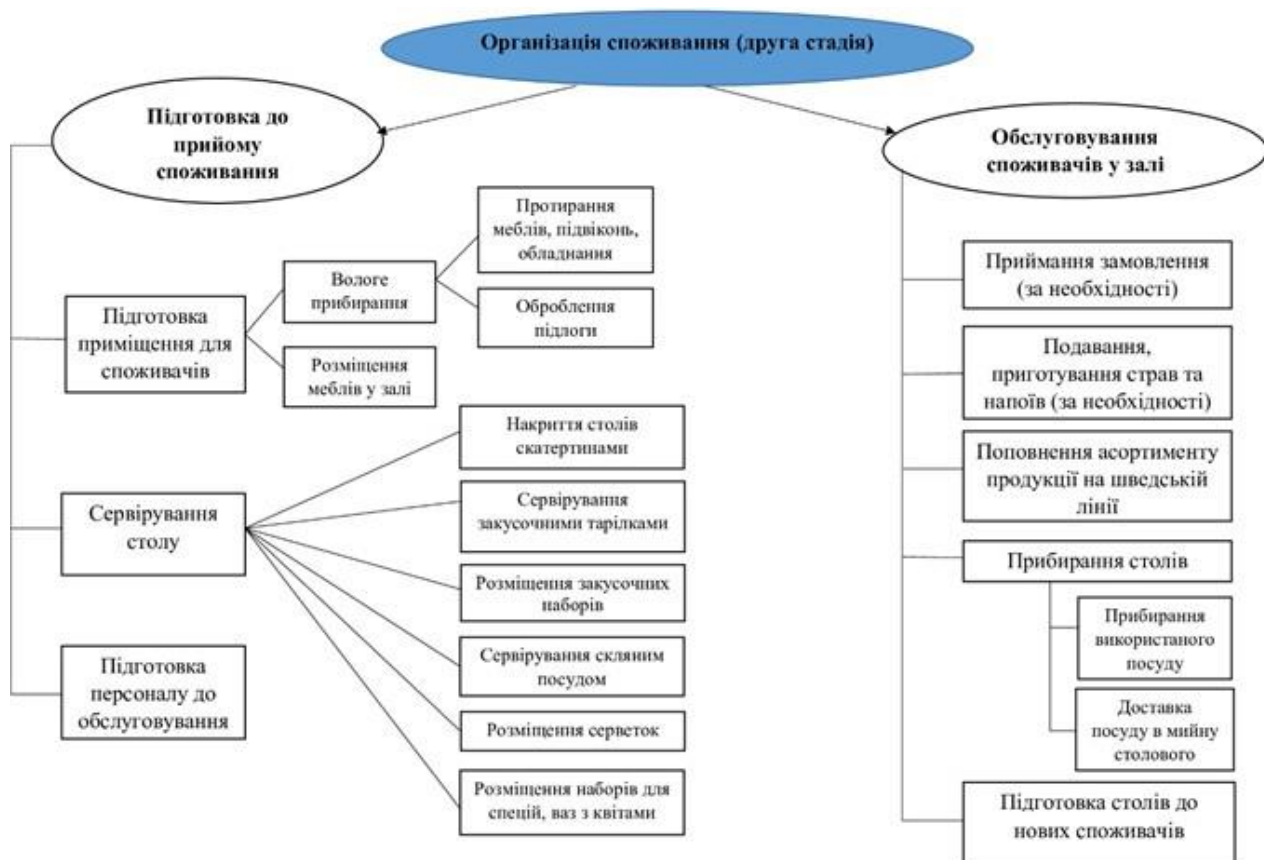 Організація споживання (друга стадія)
Підготовка до
прийому
споживання
Підготовка
приміщення для
споживачів
Вологе
прибирання
Протирання
меблів, підвіконь,
обладнання
Оброблення
підлоги
Розміщення
меблів у залі
Сервірування
столу
Накриття столів
скатертинами
Сервірування
закусочними тарілками
Розміщення закусочних
наборів
Сервірування скляним
посудом
Розміщення серветок
Розміщення наборів для
спецій, ваз з квітами
Підготовка
персоналу до
обслуговування
Обслуговування
споживачів у залі
Приймання замовлення
(за необхідності)
Подавання,
приготування страв та
напоїв (за необхідності)
Поповнення асортименту
продукції на шведській
лінії
Прибирання столів
Прибирання
використаного
посуду
Доставка
посуду в мийну
столового
Підготовка столів до
нових споживачів